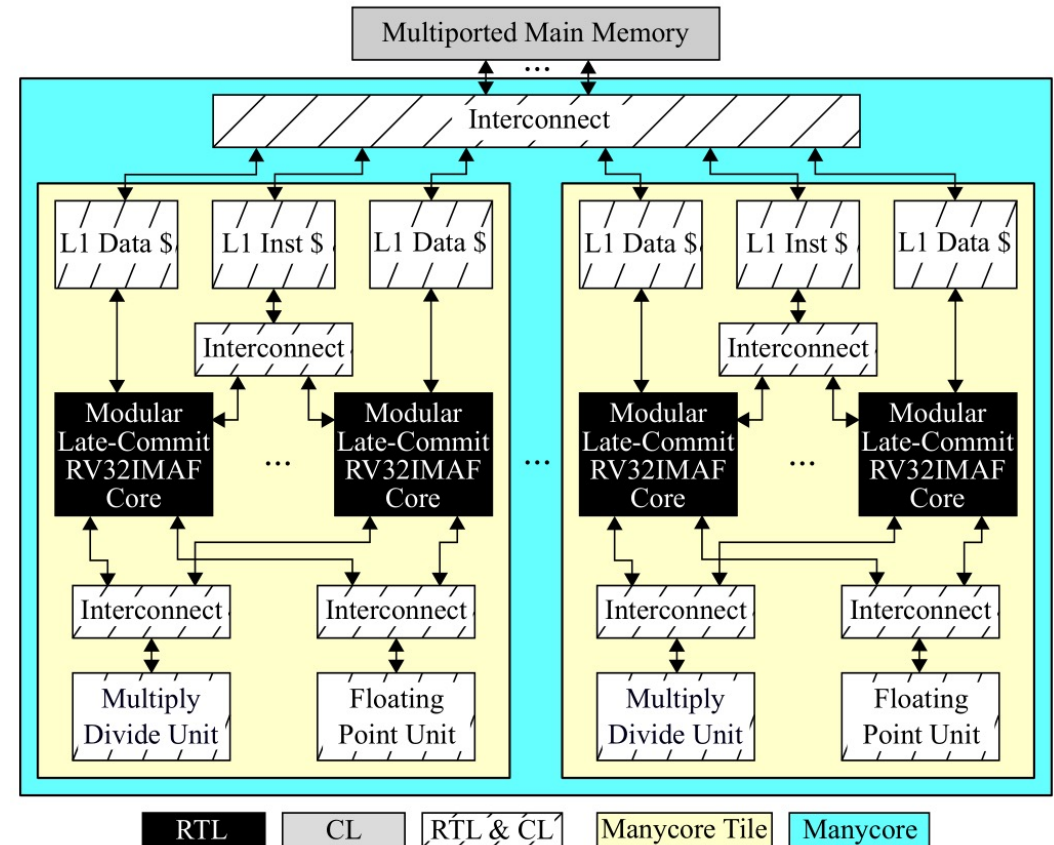 Multiported Main Memory
...
Interconnect
L1 Data $
L1 Inst $
L1 Data $
L1 Data $
L1 Inst $
L1 Data $
Interconnect
Interconnect
Modular
Late-Commit
RV32IMAF
Core
...
Modular
Late-Commit
RV32IMAF
Core
...
Modular
Late-Commit
RV32IMAF
Core
...
Modular
Late-Commit
RV32IMAF
Core
Interconnect
Interconnect
Interconnect
Interconnect
Multiply
Divide Unit
Floating
Point Unit
Multiply
Divide Unit
Floating
Point Unit
RTL
CL
RTL & CL
Manycore Tile
Manycore